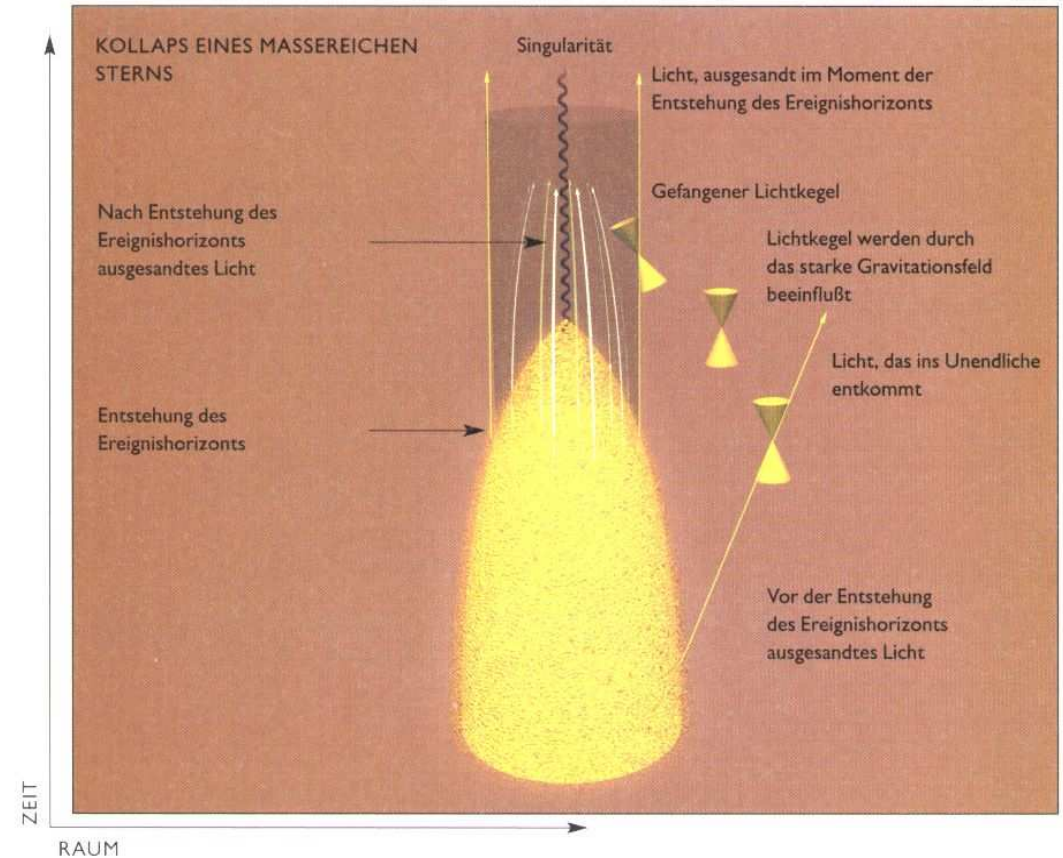 KOLLAPS EINES MASSEREICHEN
STERNS
Singularität
Licht, ausgesandt im Moment der
Entstehung des Ereignishorizonts
Gefangener Lichtkegel
Nach Entstehung des
Ereignishorizonts
ausgesandtes Licht
Lichtkegel werden durch
das starke Gravitationsfeld
beeinflußt
Licht, das ins Unendliche
entkommt
Entstehung des
Ereignishorizonts
Vor der Entstehung
des Ereignishorizonts
ausgesandtes Licht
ZEIT
RAUM